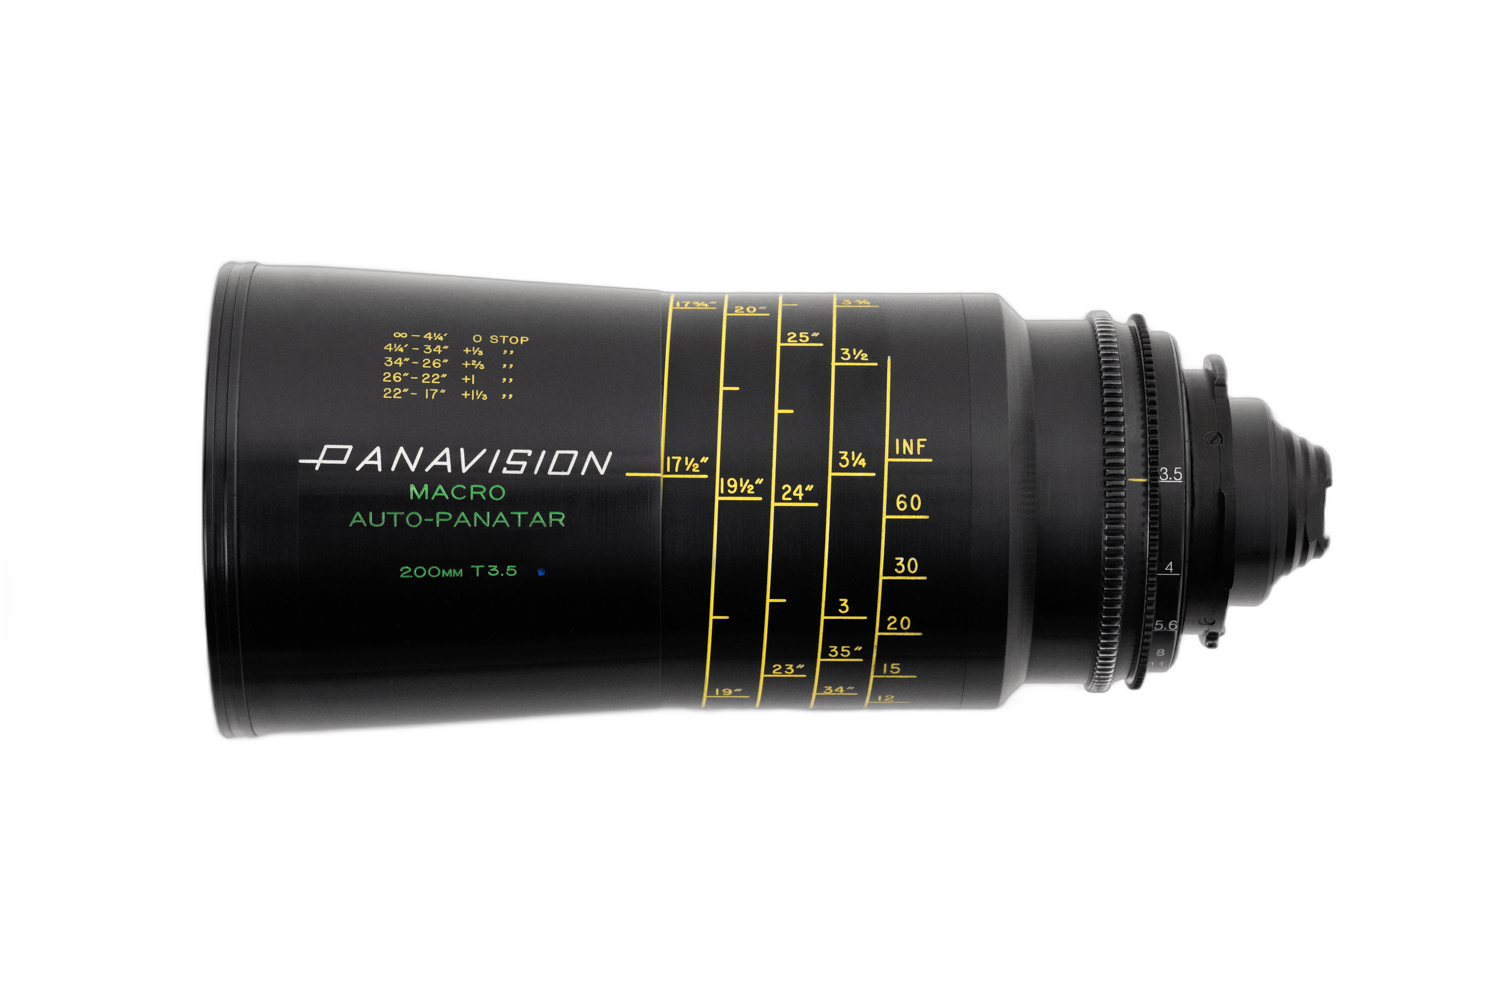 ∞ - 4¼′ 0 STOP
4¼′ - 34″ +⅓ ,,
34″ - 26″ +⅔ ,,
26″ - 22″ +1 ,,
22″ - 17″ +1⅓ ,,
PANAVISION
MACRO
AUTO-PANATAR
200MM T3.5
17¾″ 20″ 3¾
25″
3½
INF
17½″ 19½″ 24″ 3¼
60
30
3
20
35″
19″ 23″ 34″ 15
12
3.5
4
5.6
8
11